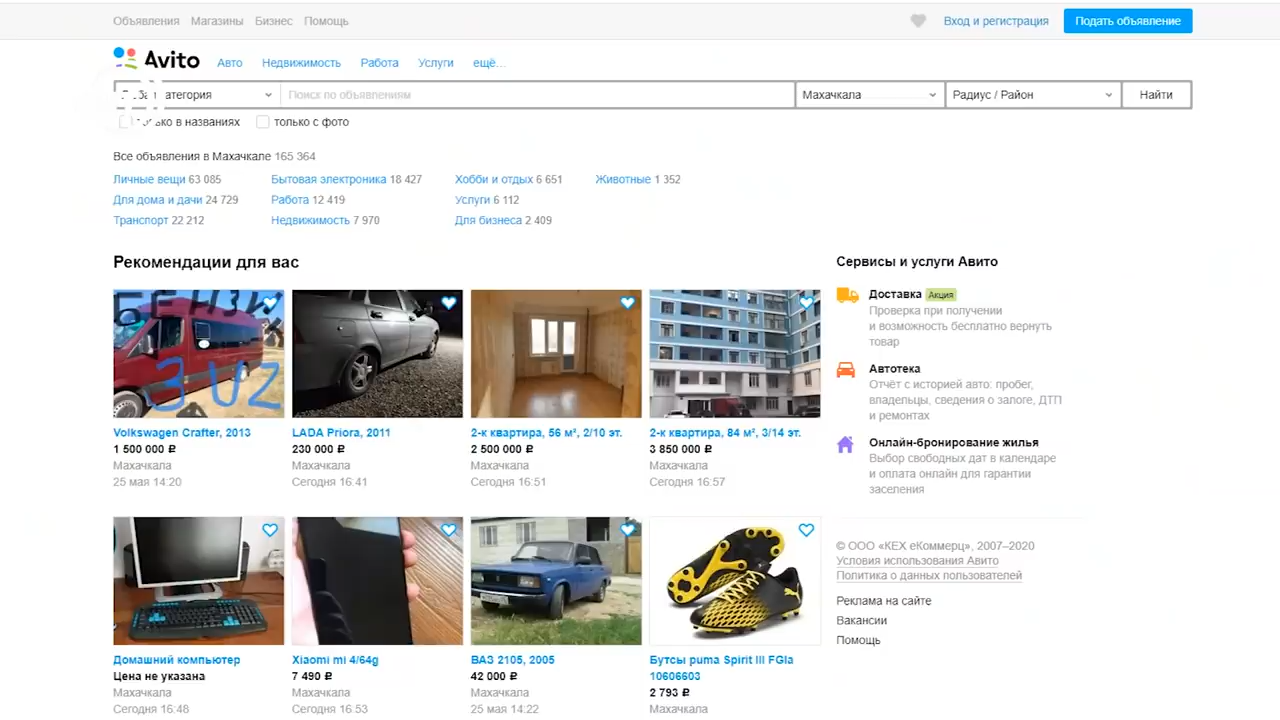 Объявления Магазины Бизнес Помощь
Вход и регистрация
Подать объявление
Avito Авто Недвижимость Работа Услуги ещё...
категория
Поиск по объявлениям
Махачкала
Радиус / Район
Найти
только в названиях
только с фото
Все объявления в Махачкале 165 364
Личные вещи 63 085
Бытовая электроника 18 427
Хобби и отдых 6 651
Животные 1 352
Для дома и дачи 24 729
Работа 12 419
Услуги 6 112
Транспорт 22 212
Недвижимость 7 970
Для бизнеса 2 409
Рекомендации для вас
Volkswagen Crafter, 2013
1 500 000 ₽
Махачкала
25 мая 14:20
LADA Priora, 2011
230 000 ₽
Махачкала
Сегодня 16:41
2-к квартира, 56 м², 2/10 эт.
2 500 000 ₽
Махачкала
Сегодня 16:51
2-к квартира, 84 м², 3/14 эт.
3 850 000 ₽
Махачкала
Сегодня 16:57
Домашний компьютер
Цена не указана
Махачкала
Сегодня 16:48
Xiaomi mi 4/64g
7 490 ₽
Махачкала
Сегодня 16:53
ВАЗ 2105, 2005
42 000 ₽
Махачкала
25 мая 14:22
Бутсы puma Spirit III FGIa
10606603
2 793 ₽
Махачкала
Сервисы и услуги Авито
Доставка Акция
Проверка при получении
и возможность бесплатно вернуть
товар
Автотека
Отчёт с историей авто: пробег,
владельцы, сведения о залоге, ДТП
и ремонтах
Онлайн-бронирование жилья
Выбор свободных дат в календаре
и оплата онлайн для гарантии
заселения
© ООО «КЕХ еКоммерц», 2007–2020
Условия использования Авито
Политика о данных пользователей
Реклама на сайте
Вакансии
Помощь